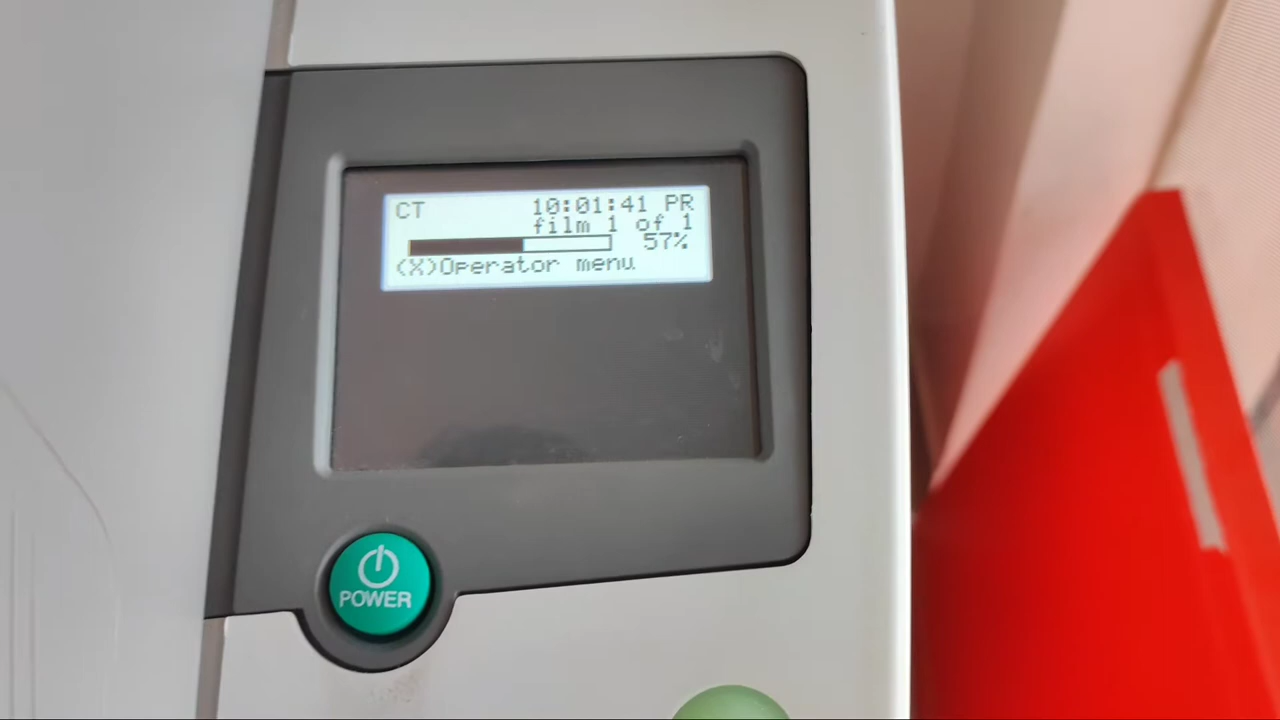 CT 10:01:41 PR
film 1 of 1
57%
(X)Operator menu
POWER